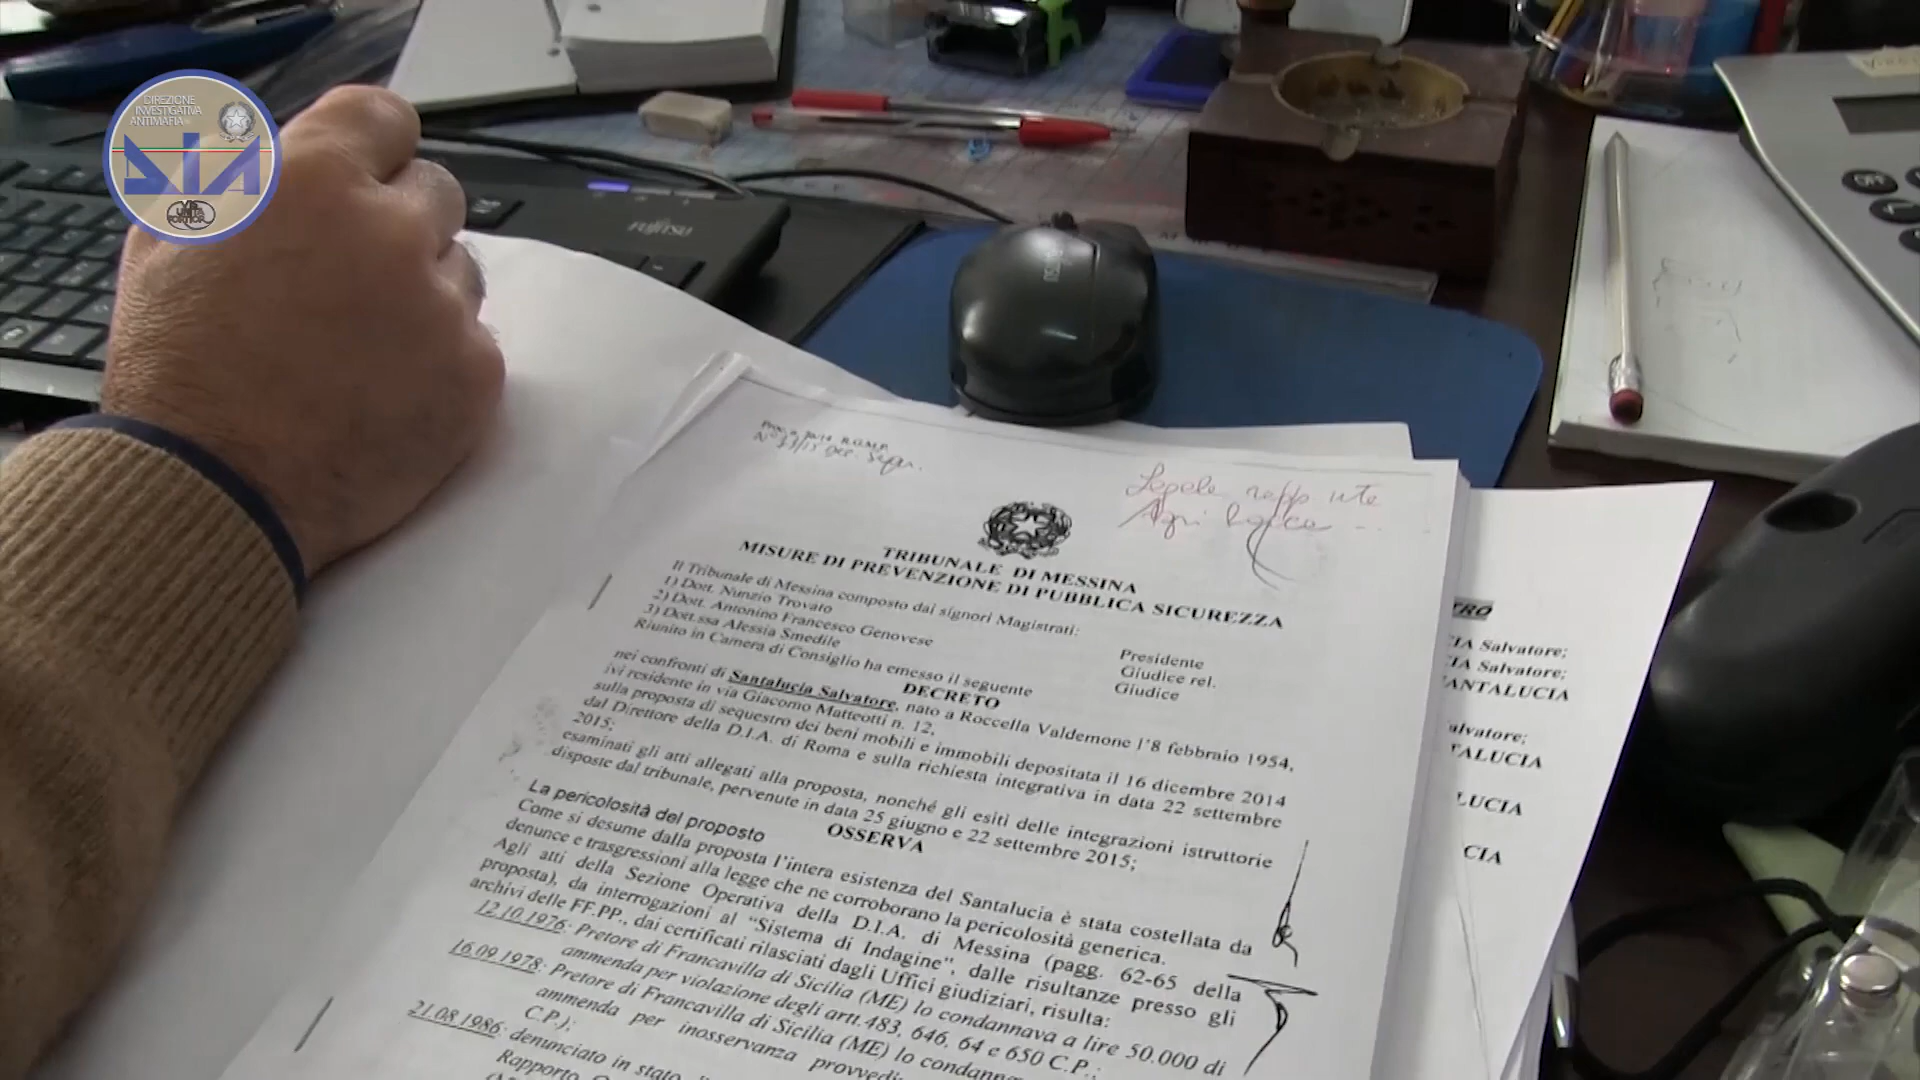 DIREZIONE
INVESTIGATIVA
ANTIMAFIA
DIA
VIS
UNITA
FORTIOR
FUJITSU
OFF
Legale rapp.nte
TRIBUNALE DI MESSINA
MISURE DI PREVENZIONE DI PUBBLICA SICUREZZA
Il Tribunale di Messina composto dai signori Magistrati:
1) Dott. Nunzio Trovato Presidente
2) Dott. Antonino Francesco Genovese Giudice rel.
3) Dott.ssa Alessia Smedile Giudice
Riunito in Camera di Consiglio ha emesso il seguente
DECRETO
nei confronti di Santalucia Salvatore, nato a Roccella Valdemone l'8 febbraio 1954,
ivi residente in via Giacomo Matteotti n. 12,
sulla proposta di sequestro dei beni mobili e immobili depositata il 16 dicembre 2014
dal Direttore della D.I.A. di Roma e sulla richiesta integrativa in data 22 settembre
2015;
esaminati gli atti allegati alla proposta, nonché gli esiti delle integrazioni istruttorie
disposte dal tribunale, pervenute in data 25 giugno e 22 settembre 2015;
OSSERVA
La pericolosità del proposto
Come si desume dalla proposta l'intera esistenza del Santalucia è stata costellata da
denunce e trasgressioni alla legge che ne corroborano la pericolosità generica.
Agli atti della Sezione Operativa della D.I.A. di Messina (pagg. 62-65 della
proposta), da interrogazioni al "Sistema di Indagine", dalle risultanze presso gli
archivi delle FF.PP., dai certificati rilasciati dagli Uffici giudiziari, risulta:
12.10.1976: Pretore di Francavilla di Sicilia (ME) lo condannava a lire 50.000 di
ammenda per violazione degli artt. 483, 646, 64 e 650 C.P.;
16.09.1978: Pretore di Francavilla di Sicilia (ME) lo condann
ammenda per inosservanza provvedi
C.P.);
21.08.1986: denunciato in stato
Rapporto
TRO
CIA Salvatore;
CIA Salvatore;
SANTALUCIA
alvatore;
TALUCIA
LUCIA
CIA